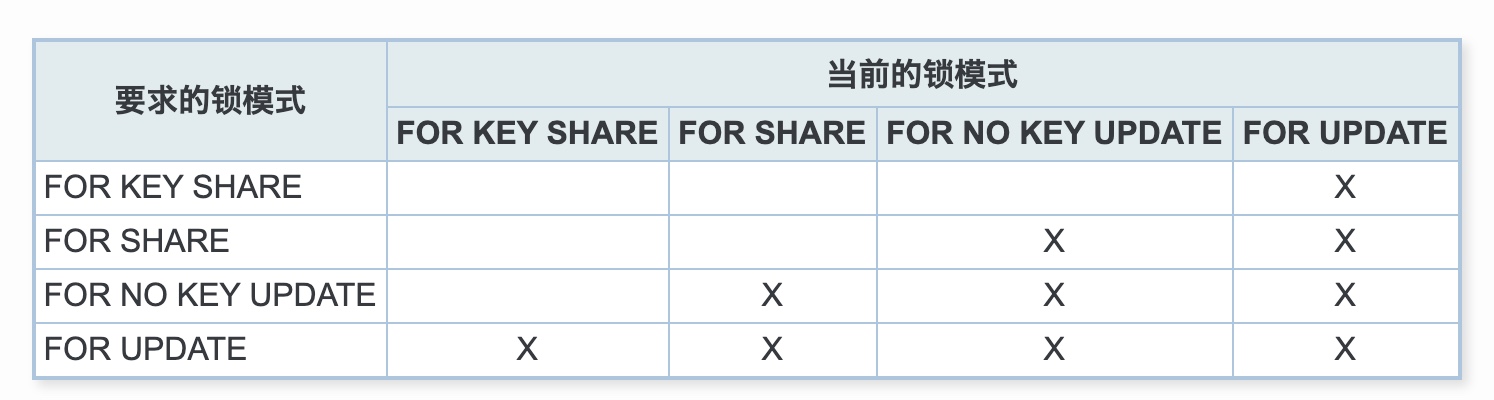 要求的锁模式 当前的锁模式
FOR KEY SHARE FOR SHARE FOR NO KEY UPDATE FOR UPDATE
FOR KEY SHARE X
FOR SHARE X X
FOR NO KEY UPDATE X X X
FOR UPDATE X X X X